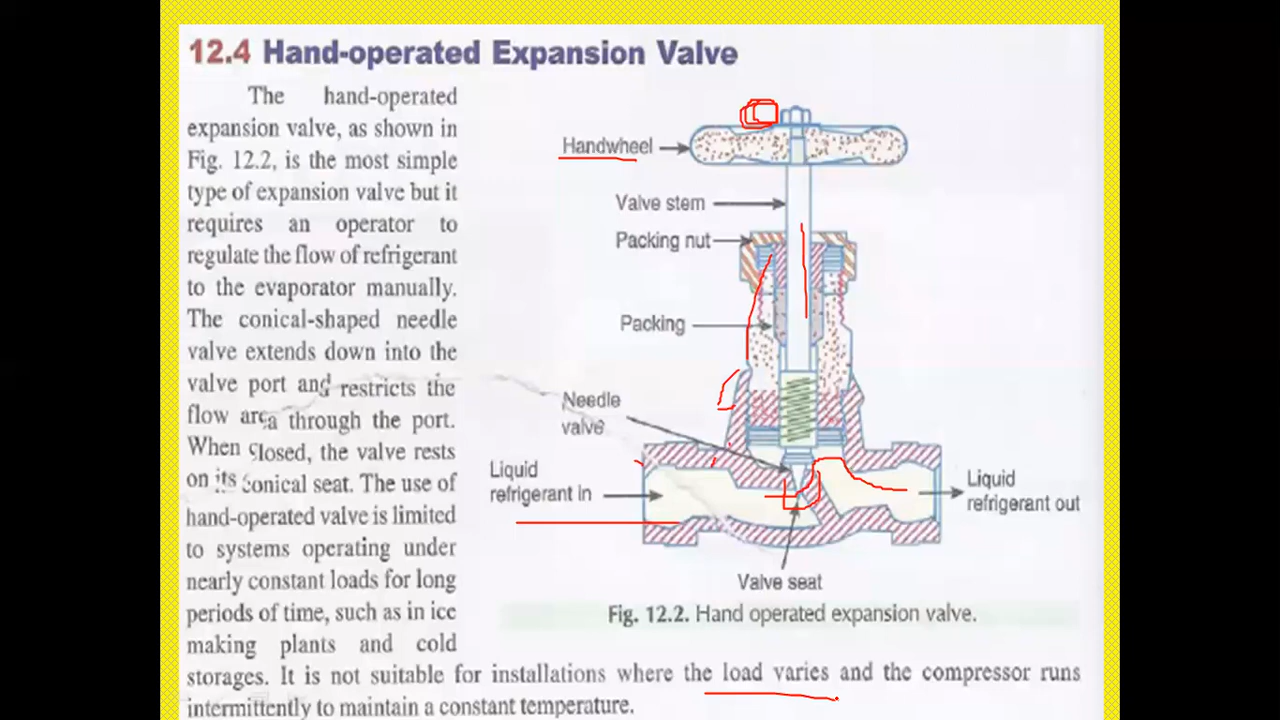 12.4 Hand-operated Expansion Valve
The hand-operated
expansion valve, as shown in
Fig. 12.2, is the most simple
type of expansion valve but it
requires an operator to
regulate the flow of refrigerant
to the evaporator manually.
The conical-shaped needle
valve extends down into the
valve port and restricts the
flow area through the port.
When closed, the valve rests
on its conical seat. The use of
hand-operated valve is limited
to systems operating under
nearly constant loads for long
periods of time, such as in ice
making plants and cold
storages. It is not suitable for installations where the load varies and the compressor runs
intermittently to maintain a constant temperature.
Handwheel
Valve stem
Packing nut
Packing
Needle
valve
Liquid
refrigerant in
Liquid
refrigerant out
Valve seat
Fig. 12.2. Hand operated expansion valve.